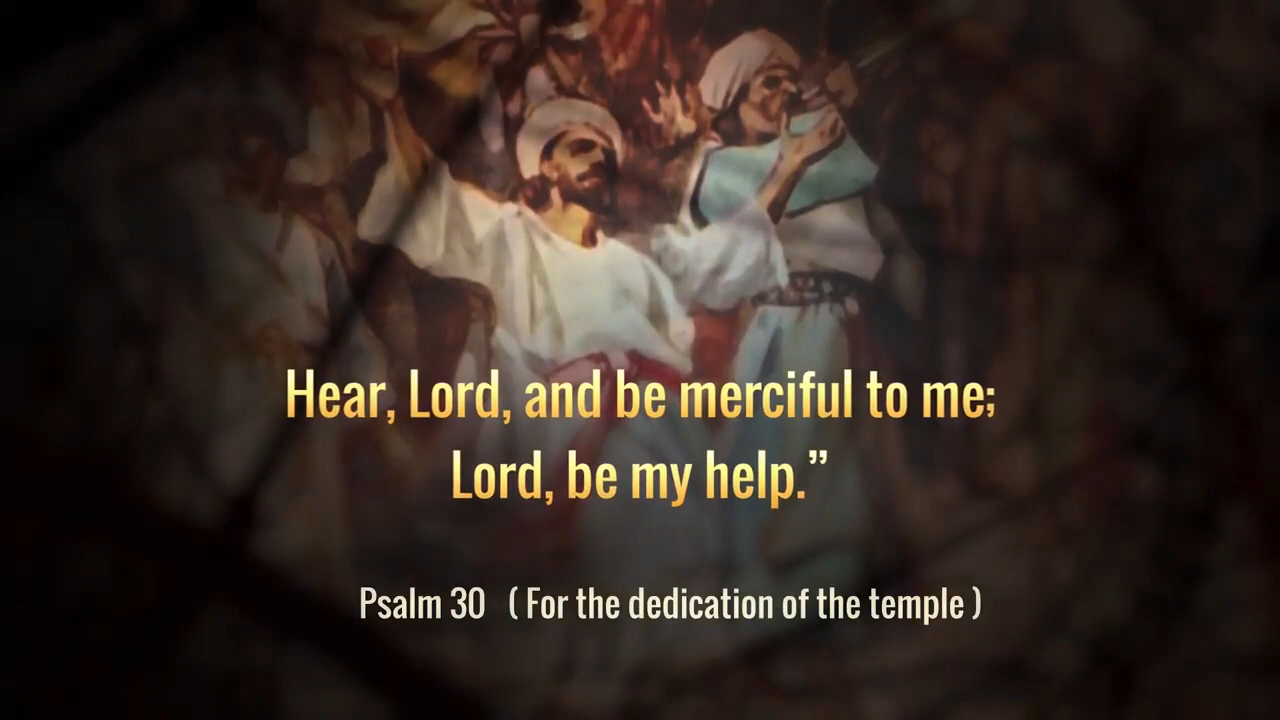 Hear, Lord, and be merciful to me;
Lord, be my help.”
Psalm 30 ( For the dedication of the temple )